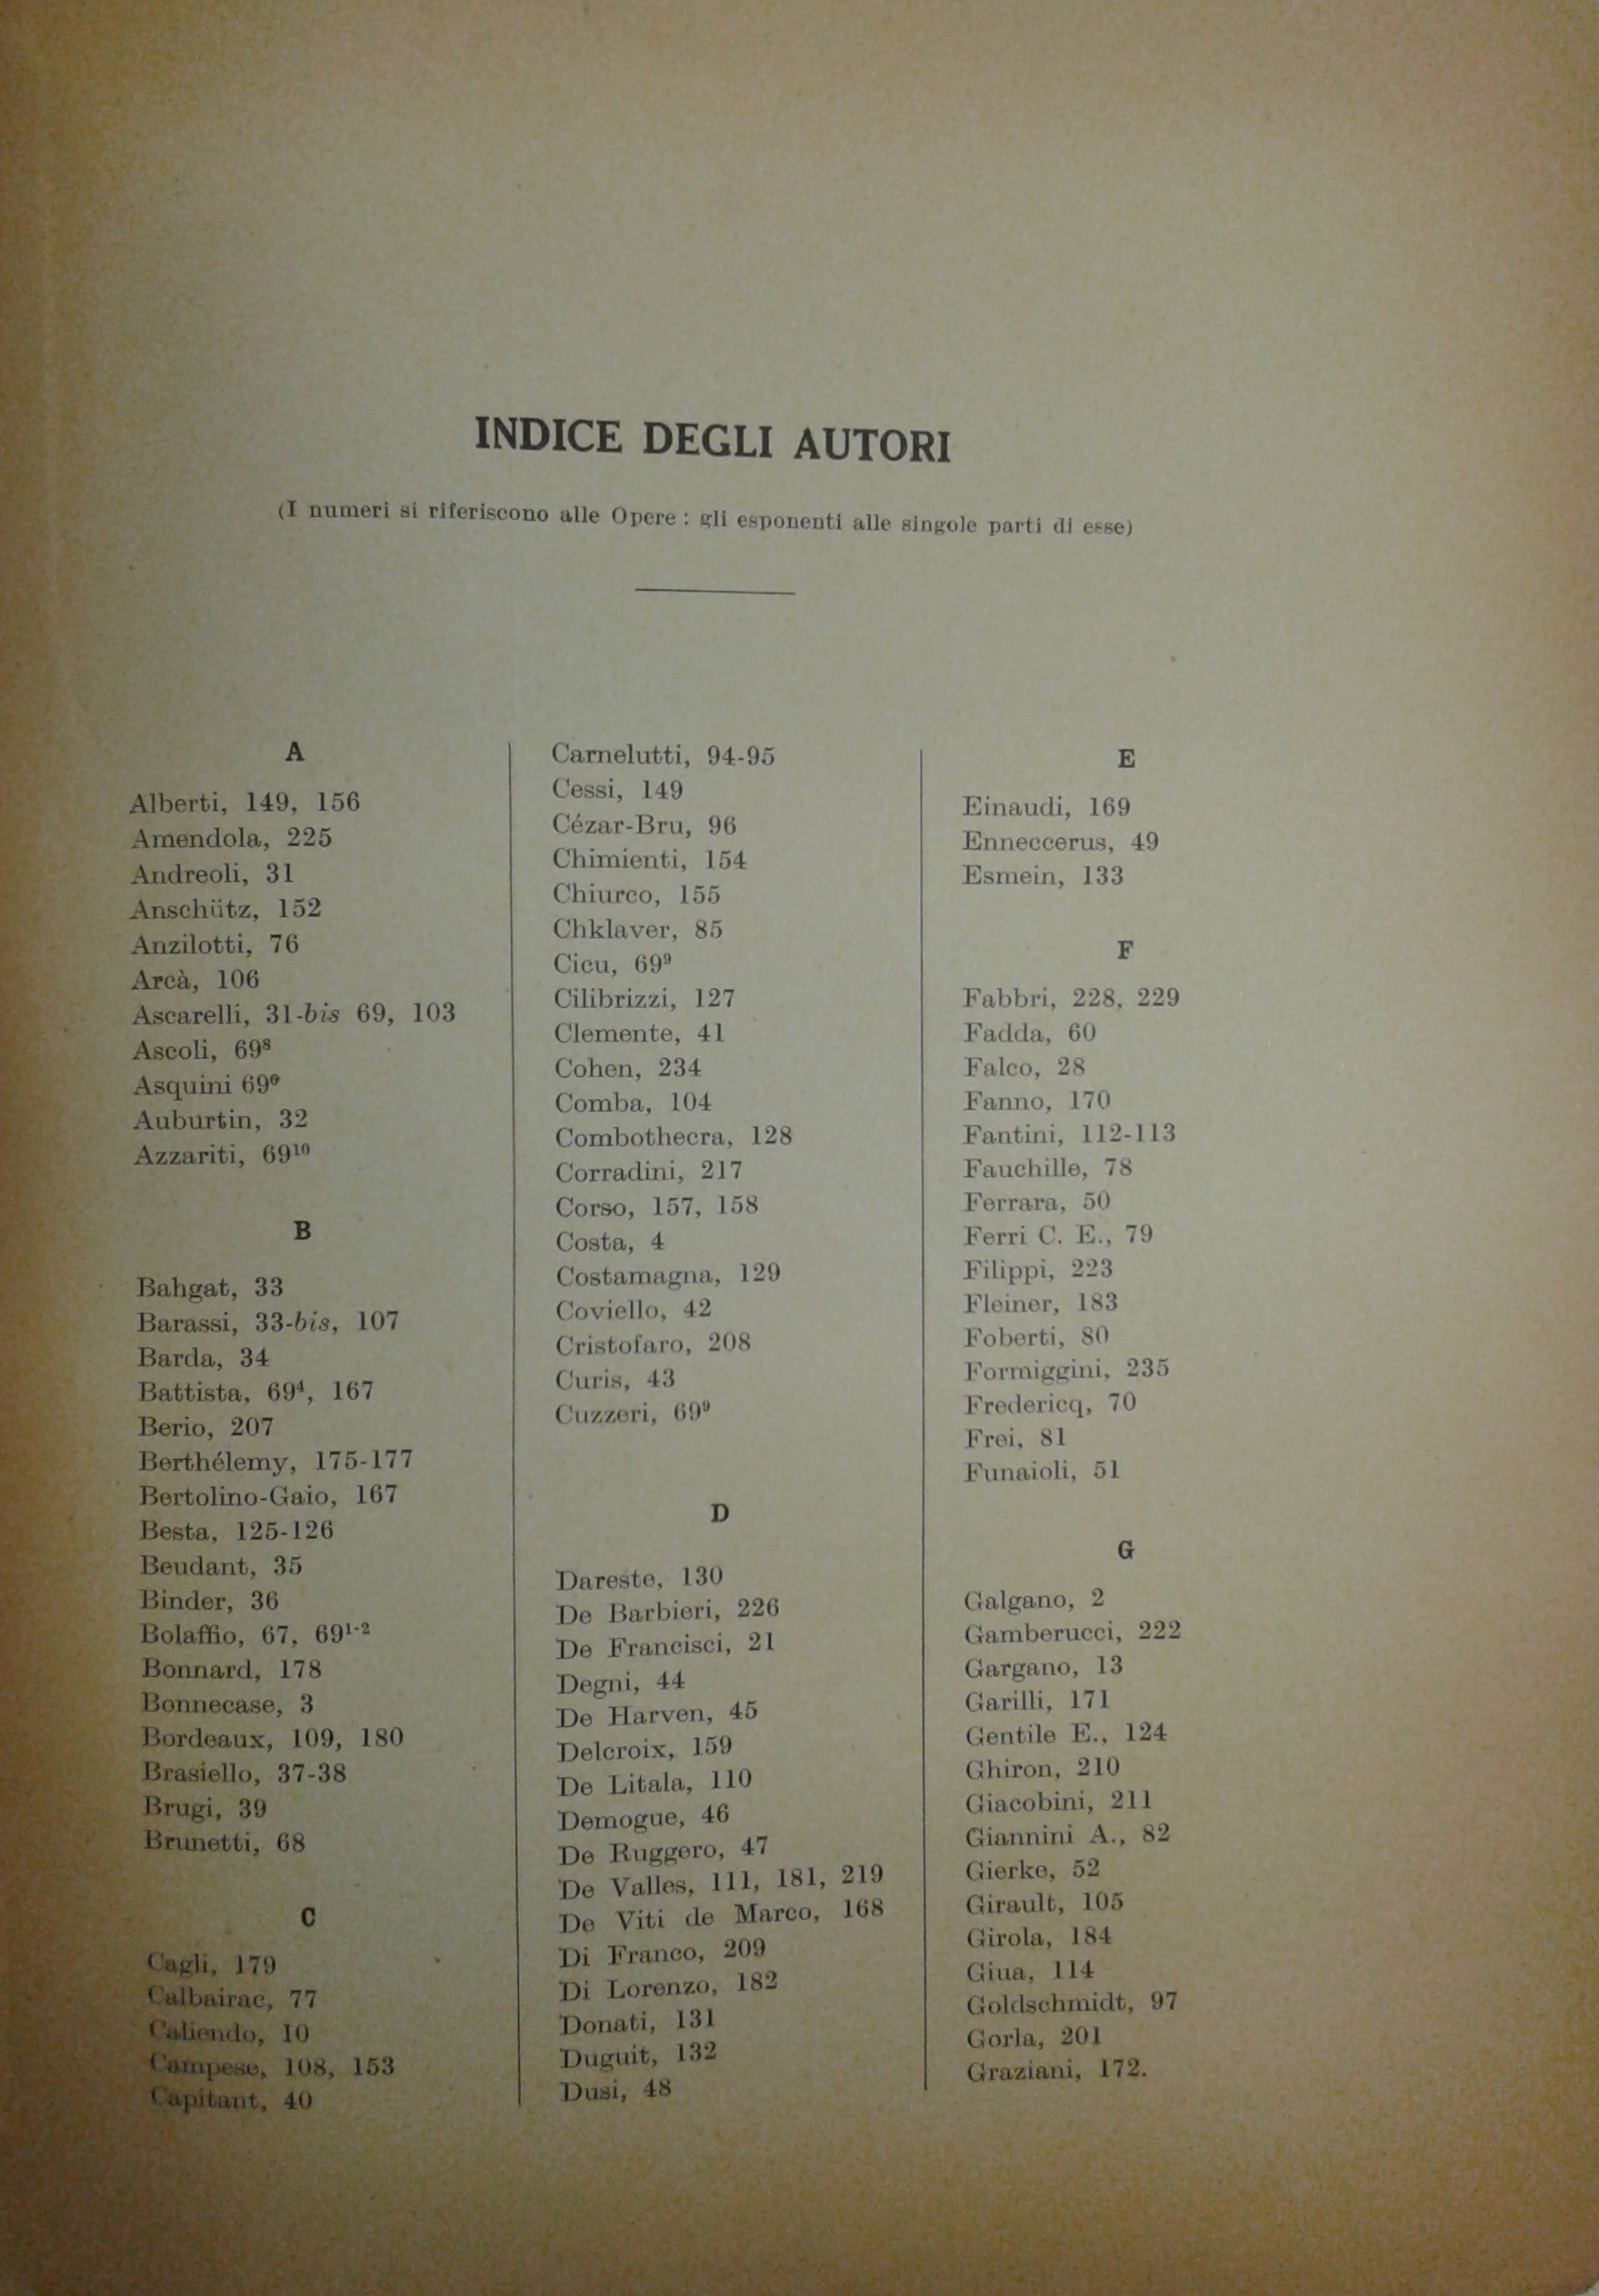 INDICE DEGLI AUTORI
(I numeri si riferiscono alle Opere : gli esponenti alle singole parti di esse)
A
Alberti, 149, 156
Amendola, 225
Andreoli, 31
Anschütz, 152
Anzilotti, 76
Arcà, 106
Ascarelli, 31-bis 69, 103
Ascoli, 69⁸
Asquini 69⁹
Auburtin, 32
Azzariti, 69¹⁰
B
Bahgat, 33
Barassi, 33-bis, 107
Barda, 34
Battista, 69⁴, 167
Berio, 207
Berthélemy, 175-177
Bertolino-Gaio, 167
Besta, 125-126
Beudant, 35
Binder, 36
Bolaffio, 67, 69¹⁻²
Bonnard, 178
Bonnecase, 3
Bordeaux, 109, 180
Brasiello, 37-38
Brugi, 39
Brunetti, 68
C
Cagli, 179
Calbairac, 77
Caliendo, 10
Campese, 108, 153
Capitant, 40
Carnelutti, 94-95
Cessi, 149
Cézar-Bru, 96
Chimienti, 154
Chiurco, 155
Chklaver, 85
Cicu, 69⁹
Cilibrizzi, 127
Clemente, 41
Cohen, 234
Comba, 104
Combothecra, 128
Corradini, 217
Corso, 157, 158
Costa, 4
Costamagna, 129
Coviello, 42
Cristofaro, 208
Curis, 43
Cuzzeri, 69⁹
D
Dareste, 130
De Barbieri, 226
De Francisci, 21
Degni, 44
De Harven, 45
Delcroix, 159
De Litala, 110
Demogue, 46
De Ruggero, 47
De Valles, 111, 181, 219
De Viti de Marco, 168
Di Franco, 209
Di Lorenzo, 182
Donati, 131
Duguit, 132
Dusi, 48
E
Einaudi, 169
Enneccerus, 49
Esmein, 133
F
Fabbri, 228, 229
Fadda, 60
Falco, 28
Fanno, 170
Fantini, 112-113
Fauchille, 78
Ferrara, 50
Ferri C. E., 79
Filippi, 223
Fleiner, 183
Foberti, 80
Formiggini, 235
Fredericq, 70
Frei, 81
Funaioli, 51
G
Galgano, 2
Gamberucci, 222
Gargano, 13
Garilli, 171
Gentile E., 124
Ghiron, 210
Giacobini, 211
Giannini A., 82
Gierke, 52
Girault, 105
Girola, 184
Giua, 114
Goldschmidt, 97
Gorla, 201
Graziani, 172.